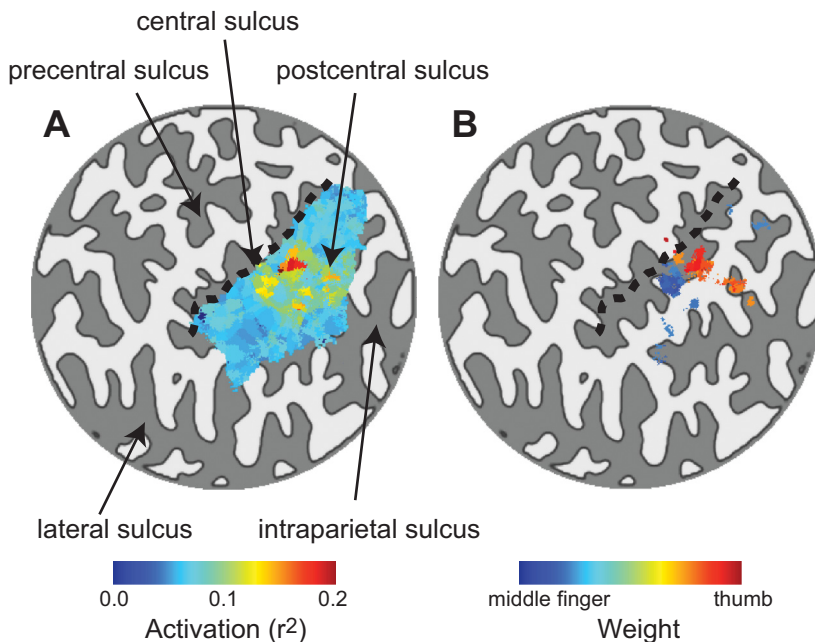 central sulcus
precentral sulcus
postcentral sulcus
A
B
lateral sulcus
intraparietal sulcus
0.0 0.1 0.2
Activation (r²)
middle finger thumb
Weight